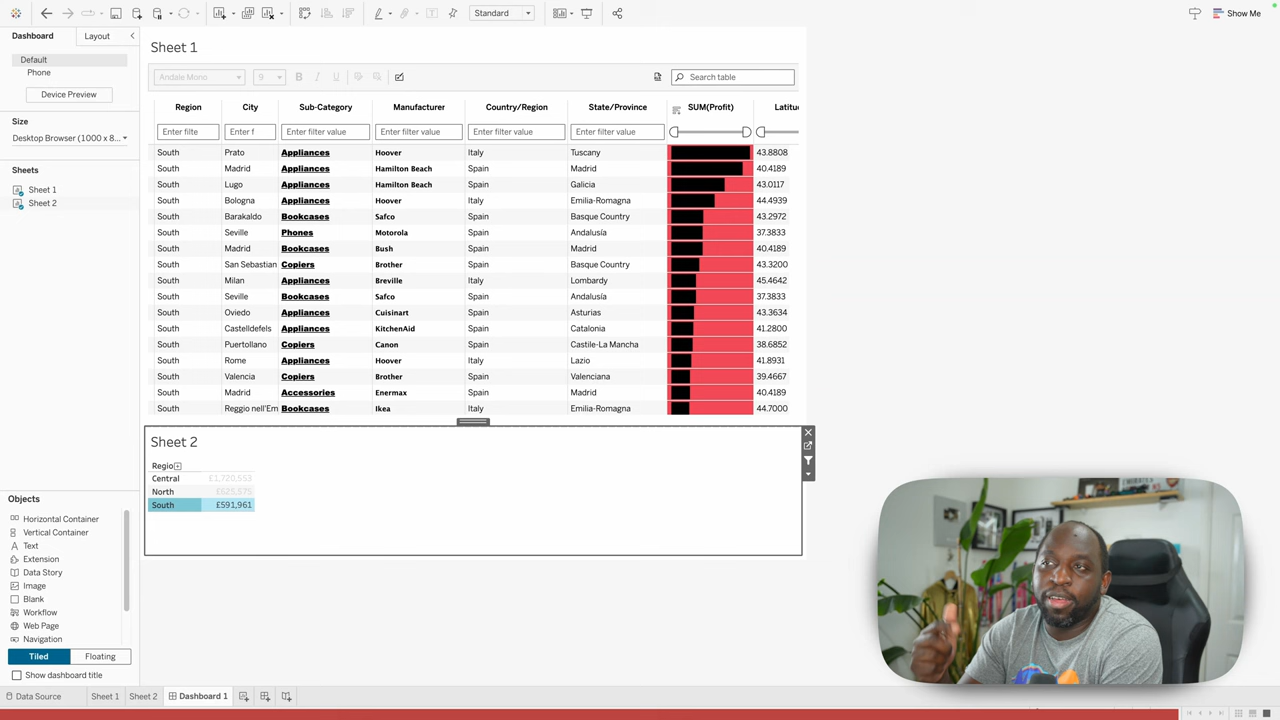 Standard
Show Me
Dashboard
Layout
Default
Phone
Device Preview
Size
Desktop Browser (1000 x 8...
Sheets
Sheet 1
Sheet 2
Objects
Horizontal Container
Vertical Container
Text
Extension
Data Story
Image
Blank
Workflow
Web Page
Navigation
Tiled Floating
Show dashboard title
Sheet 1
Andale Mono 9 B I U Search table
Region City Sub-Category Manufacturer Country/Region State/Province SUM(Profit) Latitu
Enter filte Enter f Enter filter value Enter filter value Enter filter value Enter filter value
South Prato Appliances Hoover Italy Tuscany 43.8808
South Madrid Appliances Hamilton Beach Spain Madrid 40.4189
South Lugo Appliances Hamilton Beach Spain Galicia 43.0117
South Bologna Appliances Hoover Italy Emilia-Romagna 44.4939
South Barakaldo Bookcases Safco Spain Basque Country 43.2972
South Seville Phones Motorola Spain Andalusía 37.3833
South Madrid Bookcases Bush Spain Madrid 40.4189
South San Sebastian Copiers Brother Spain Basque Country 43.3200
South Milan Appliances Breville Italy Lombardy 45.4642
South Seville Bookcases Safco Spain Andalusía 37.3833
South Oviedo Appliances Cuisinart Spain Asturias 43.3634
South Castelldefels Appliances KitchenAid Spain Catalonia 41.2800
South Puertollano Copiers Canon Spain Castile-La Mancha 38.6852
South Rome Appliances Hoover Italy Lazio 41.8931
South Valencia Copiers Brother Spain Valenciana 39.4667
South Madrid Accessories Enermax Spain Madrid 40.4189
South Reggio nell'Em Bookcases Ikea Italy Emilia-Romagna 44.7000
Sheet 2
Regio
Central £1,720,553
North £625,575
South £591,961
Data Source Sheet 1 Sheet 2 Dashboard 1